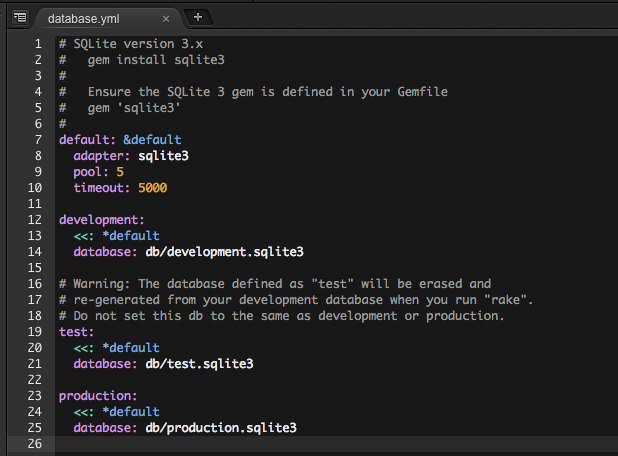 database.yml × +
1 # SQLite version 3.x
2 #   gem install sqlite3
3 #
4 #   Ensure the SQLite 3 gem is defined in your Gemfile
5 #   gem 'sqlite3'
6 #
7 default: &default
8   adapter: sqlite3
9   pool: 5
10   timeout: 5000
11
12 development:
13   <<: *default
14   database: db/development.sqlite3
15
16 # Warning: The database defined as "test" will be erased and
17 # re-generated from your development database when you run "rake".
18 # Do not set this db to the same as development or production.
19 test:
20   <<: *default
21   database: db/test.sqlite3
22
23 production:
24   <<: *default
25   database: db/production.sqlite3
26